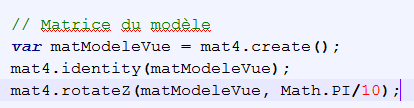 // Matrice du modèle
var matModeleVue = mat4.create();
mat4.identity(matModeleVue);
mat4.rotateZ(matModeleVue, Math.PI/10);